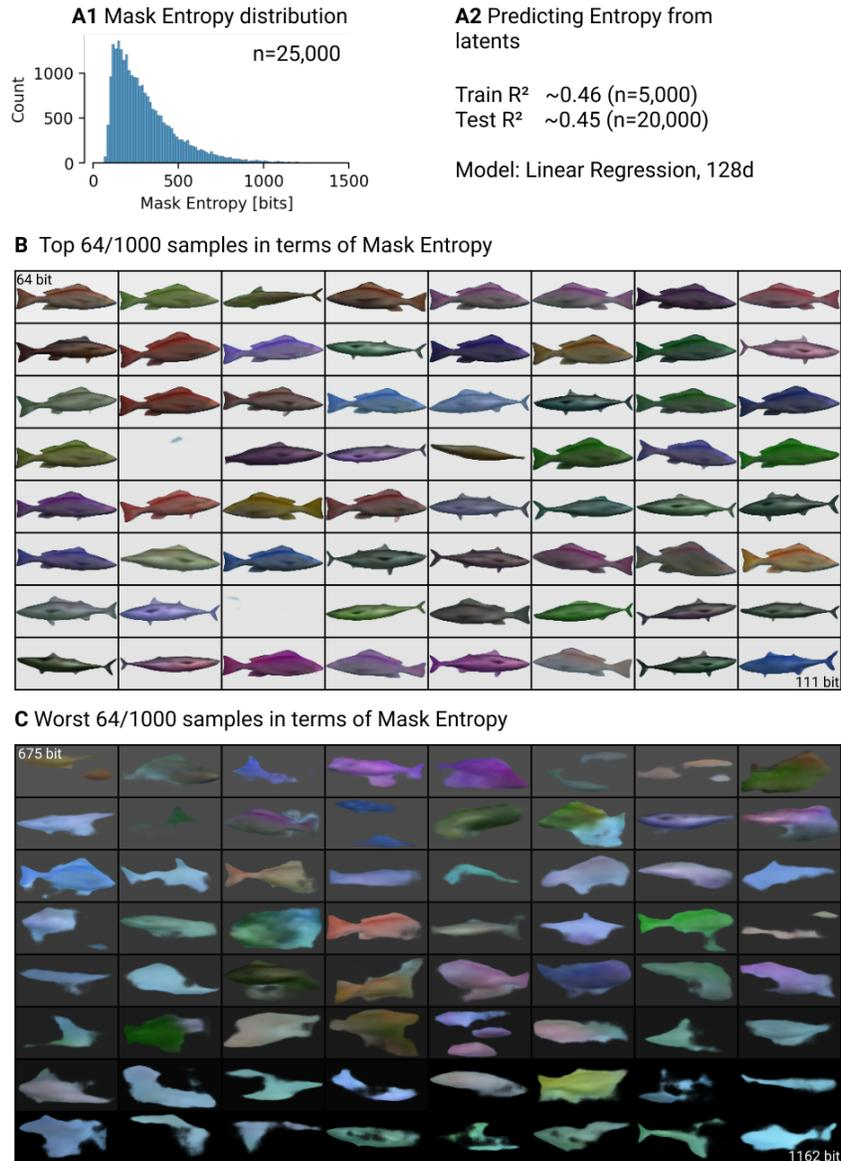 A1 Mask Entropy distribution
n=25,000
Count
1000
500
0
0 500 1000 1500
Mask Entropy [bits]
A2 Predicting Entropy from
latents
Train R² ~0.46 (n=5,000)
Test R² ~0.45 (n=20,000)
Model: Linear Regression, 128d
B Top 64/1000 samples in terms of Mask Entropy
64 bit
111 bit
C Worst 64/1000 samples in terms of Mask Entropy
675 bit
1162 bit